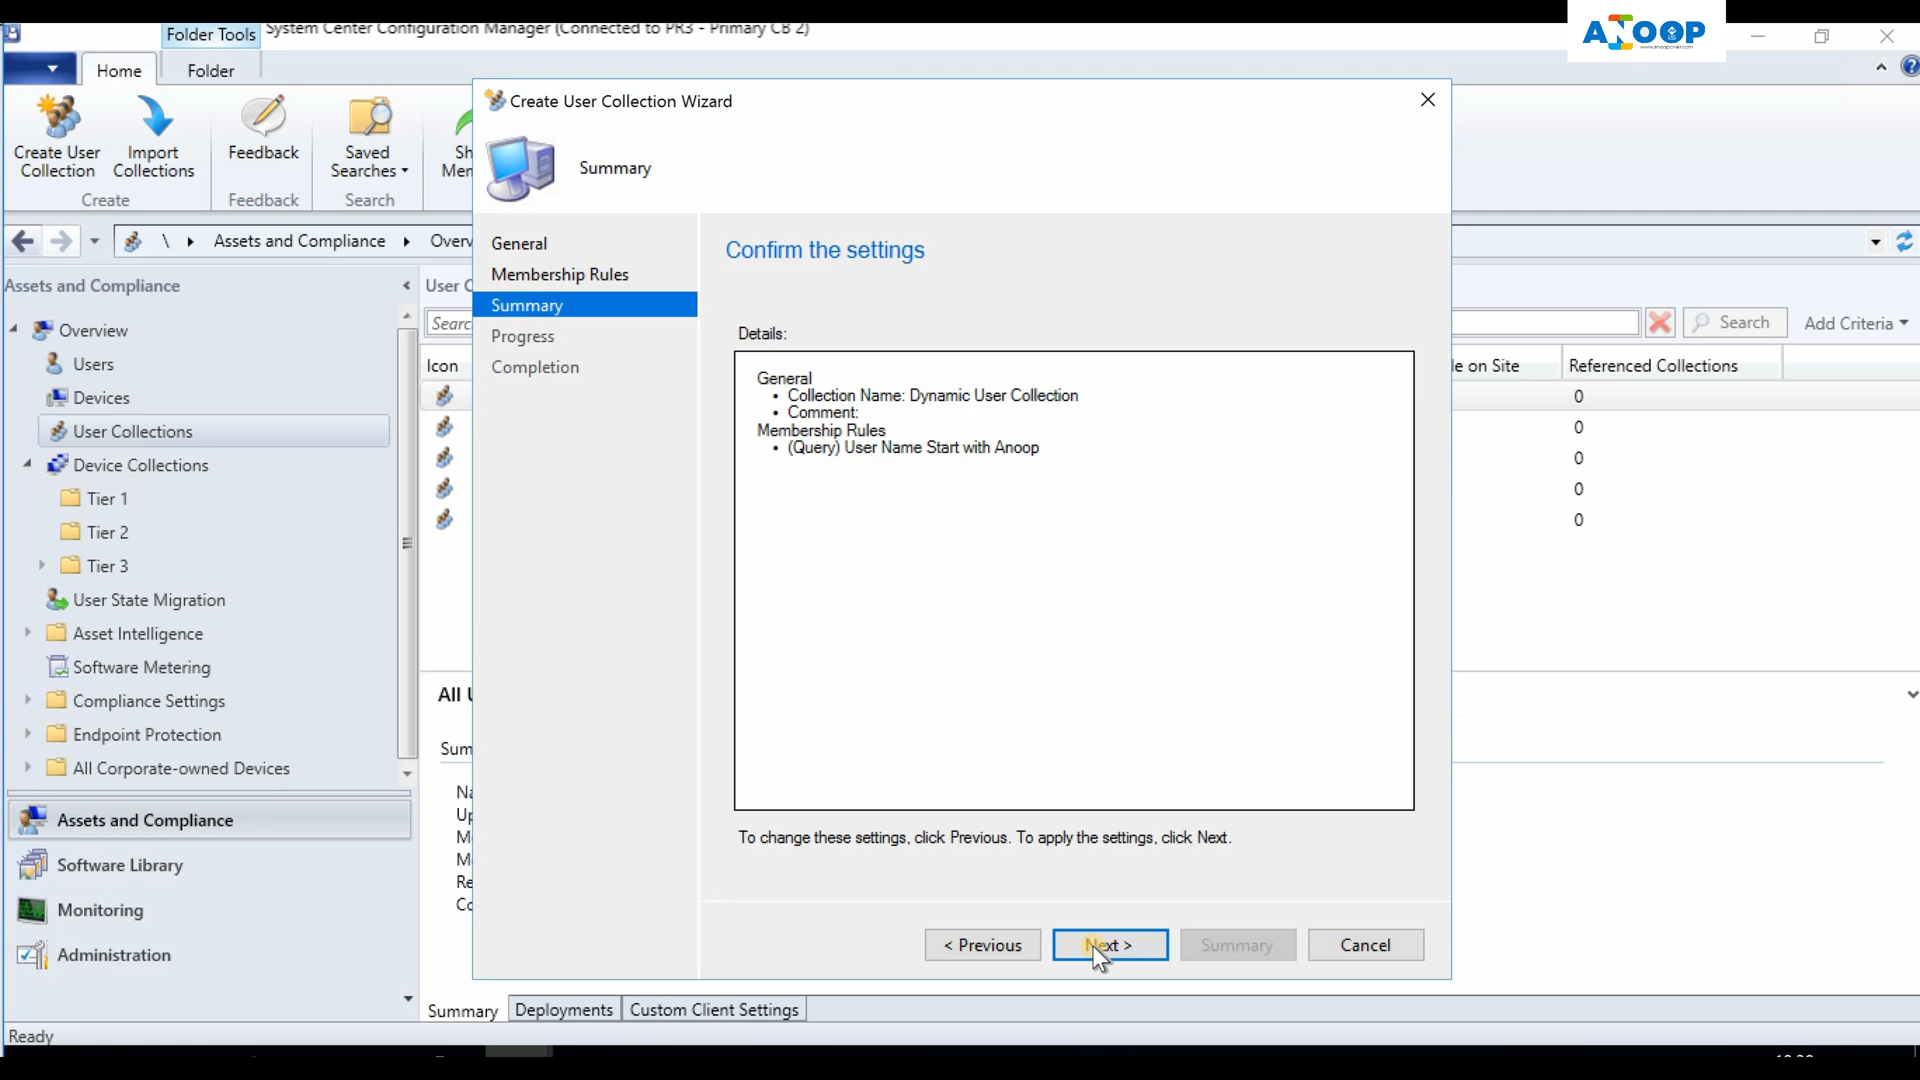 Folder Tools
System Center Configuration Manager (Connected to PR3 - Primary CB 2)
ANOOP
Home
Folder
Create User
Collection
Import
Collections
Feedback
Saved
Searches
Create
Feedback
Search
\
Assets and Compliance
Assets and Compliance
Overview
Users
Devices
User Collections
Device Collections
Tier 1
Tier 2
Tier 3
User State Migration
Asset Intelligence
Software Metering
Compliance Settings
Endpoint Protection
All Corporate-owned Devices
Assets and Compliance
Software Library
Monitoring
Administration
Ready
Icon
Create User Collection Wizard
Summary
General
Membership Rules
Summary
Progress
Completion
Confirm the settings
Details:
General
• Collection Name: Dynamic User Collection
• Comment:
Membership Rules
• (Query) User Name Start with Anoop
To change these settings, click Previous. To apply the settings, click Next.
< Previous
Next >
Summary
Cancel
Search
Add Criteria
le on Site
Referenced Collections
0
0
0
0
0
Summary
Deployments
Custom Client Settings